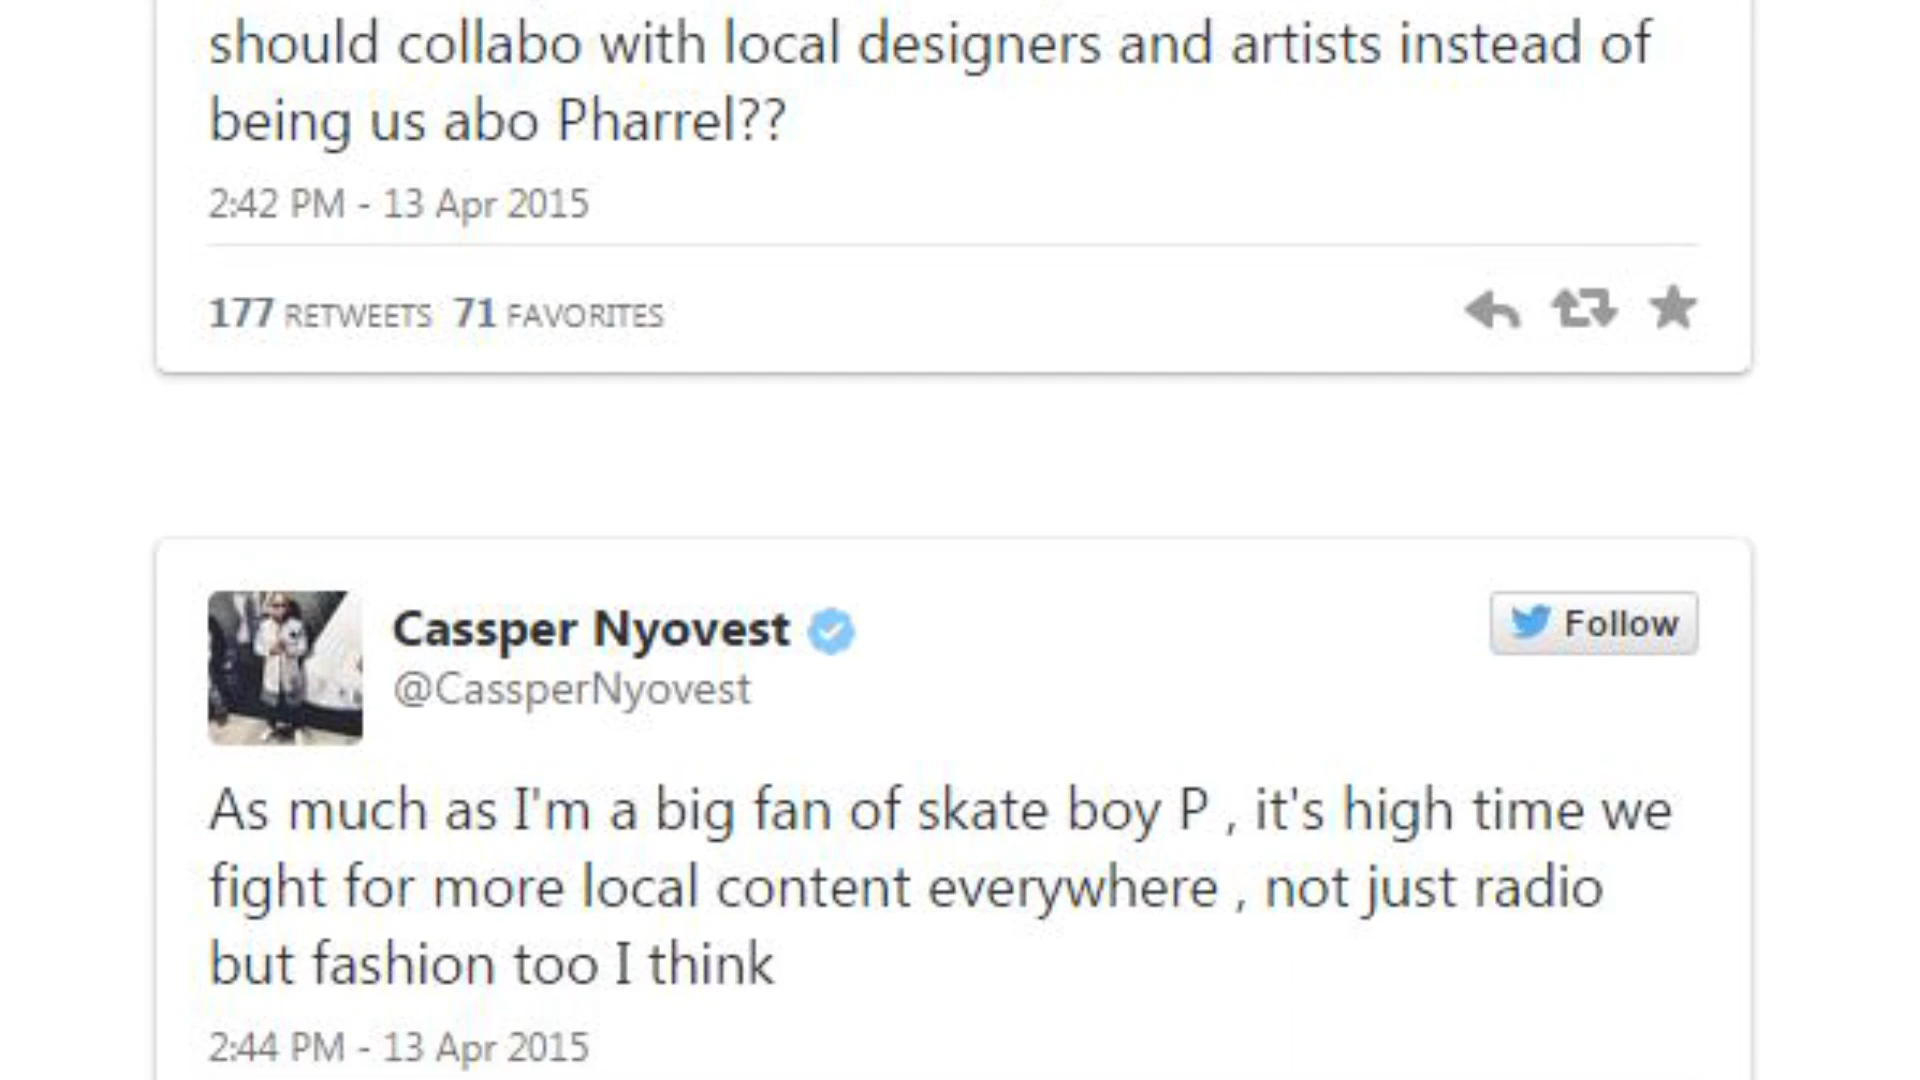 should collabo with local designers and artists instead of
being us abo Pharrel??
2:42 PM - 13 Apr 2015
177 RETWEETS 71 FAVORITES
Cassper Nyovest
Follow
@CassperNyovest
As much as I'm a big fan of skate boy P , it's high time we
fight for more local content everywhere , not just radio
but fashion too I think
2:44 PM - 13 Apr 2015